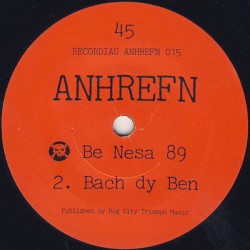 45
RECORDIAU ANHREFN 015
ANHREFN
Be Nesa 89
2. Bach dy Ben
Published by Big City Triumph Music